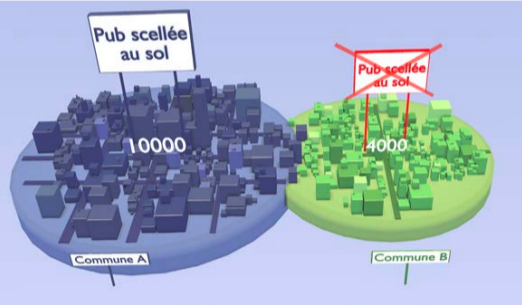 Pub scellée
au sol
Pub scellée
au sol
10000
4000
Commune A
Commune B